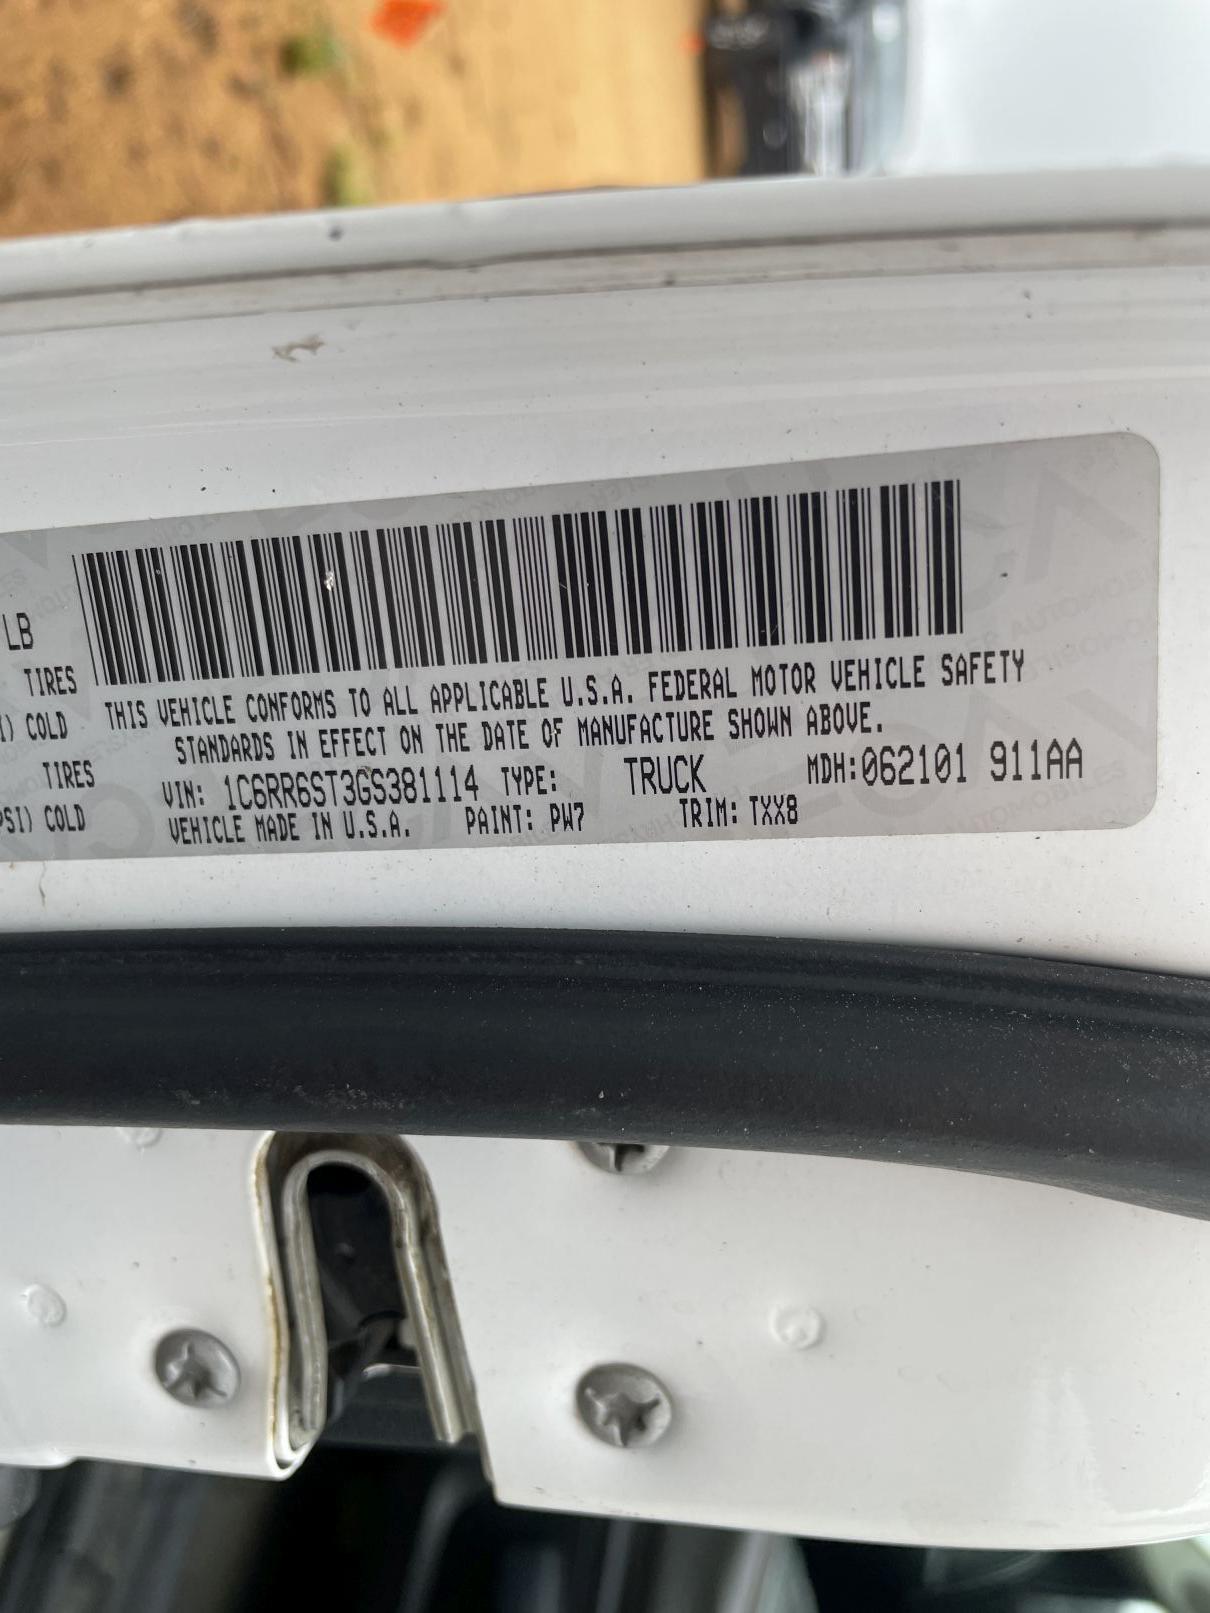 LB
TIRES
I) COLD
TIRES
PSI) COLD
THIS VEHICLE CONFORMS TO ALL APPLICABLE U.S.A. FEDERAL MOTOR VEHICLE SAFETY
STANDARDS IN EFFECT ON THE DATE OF MANUFACTURE SHOWN ABOVE.
VIN: 1C6RR6ST3GS381114 TYPE: TRUCK MDH:062101 911AA
VEHICLE MADE IN U.S.A. PAINT: PW7 TRIM: TXX8